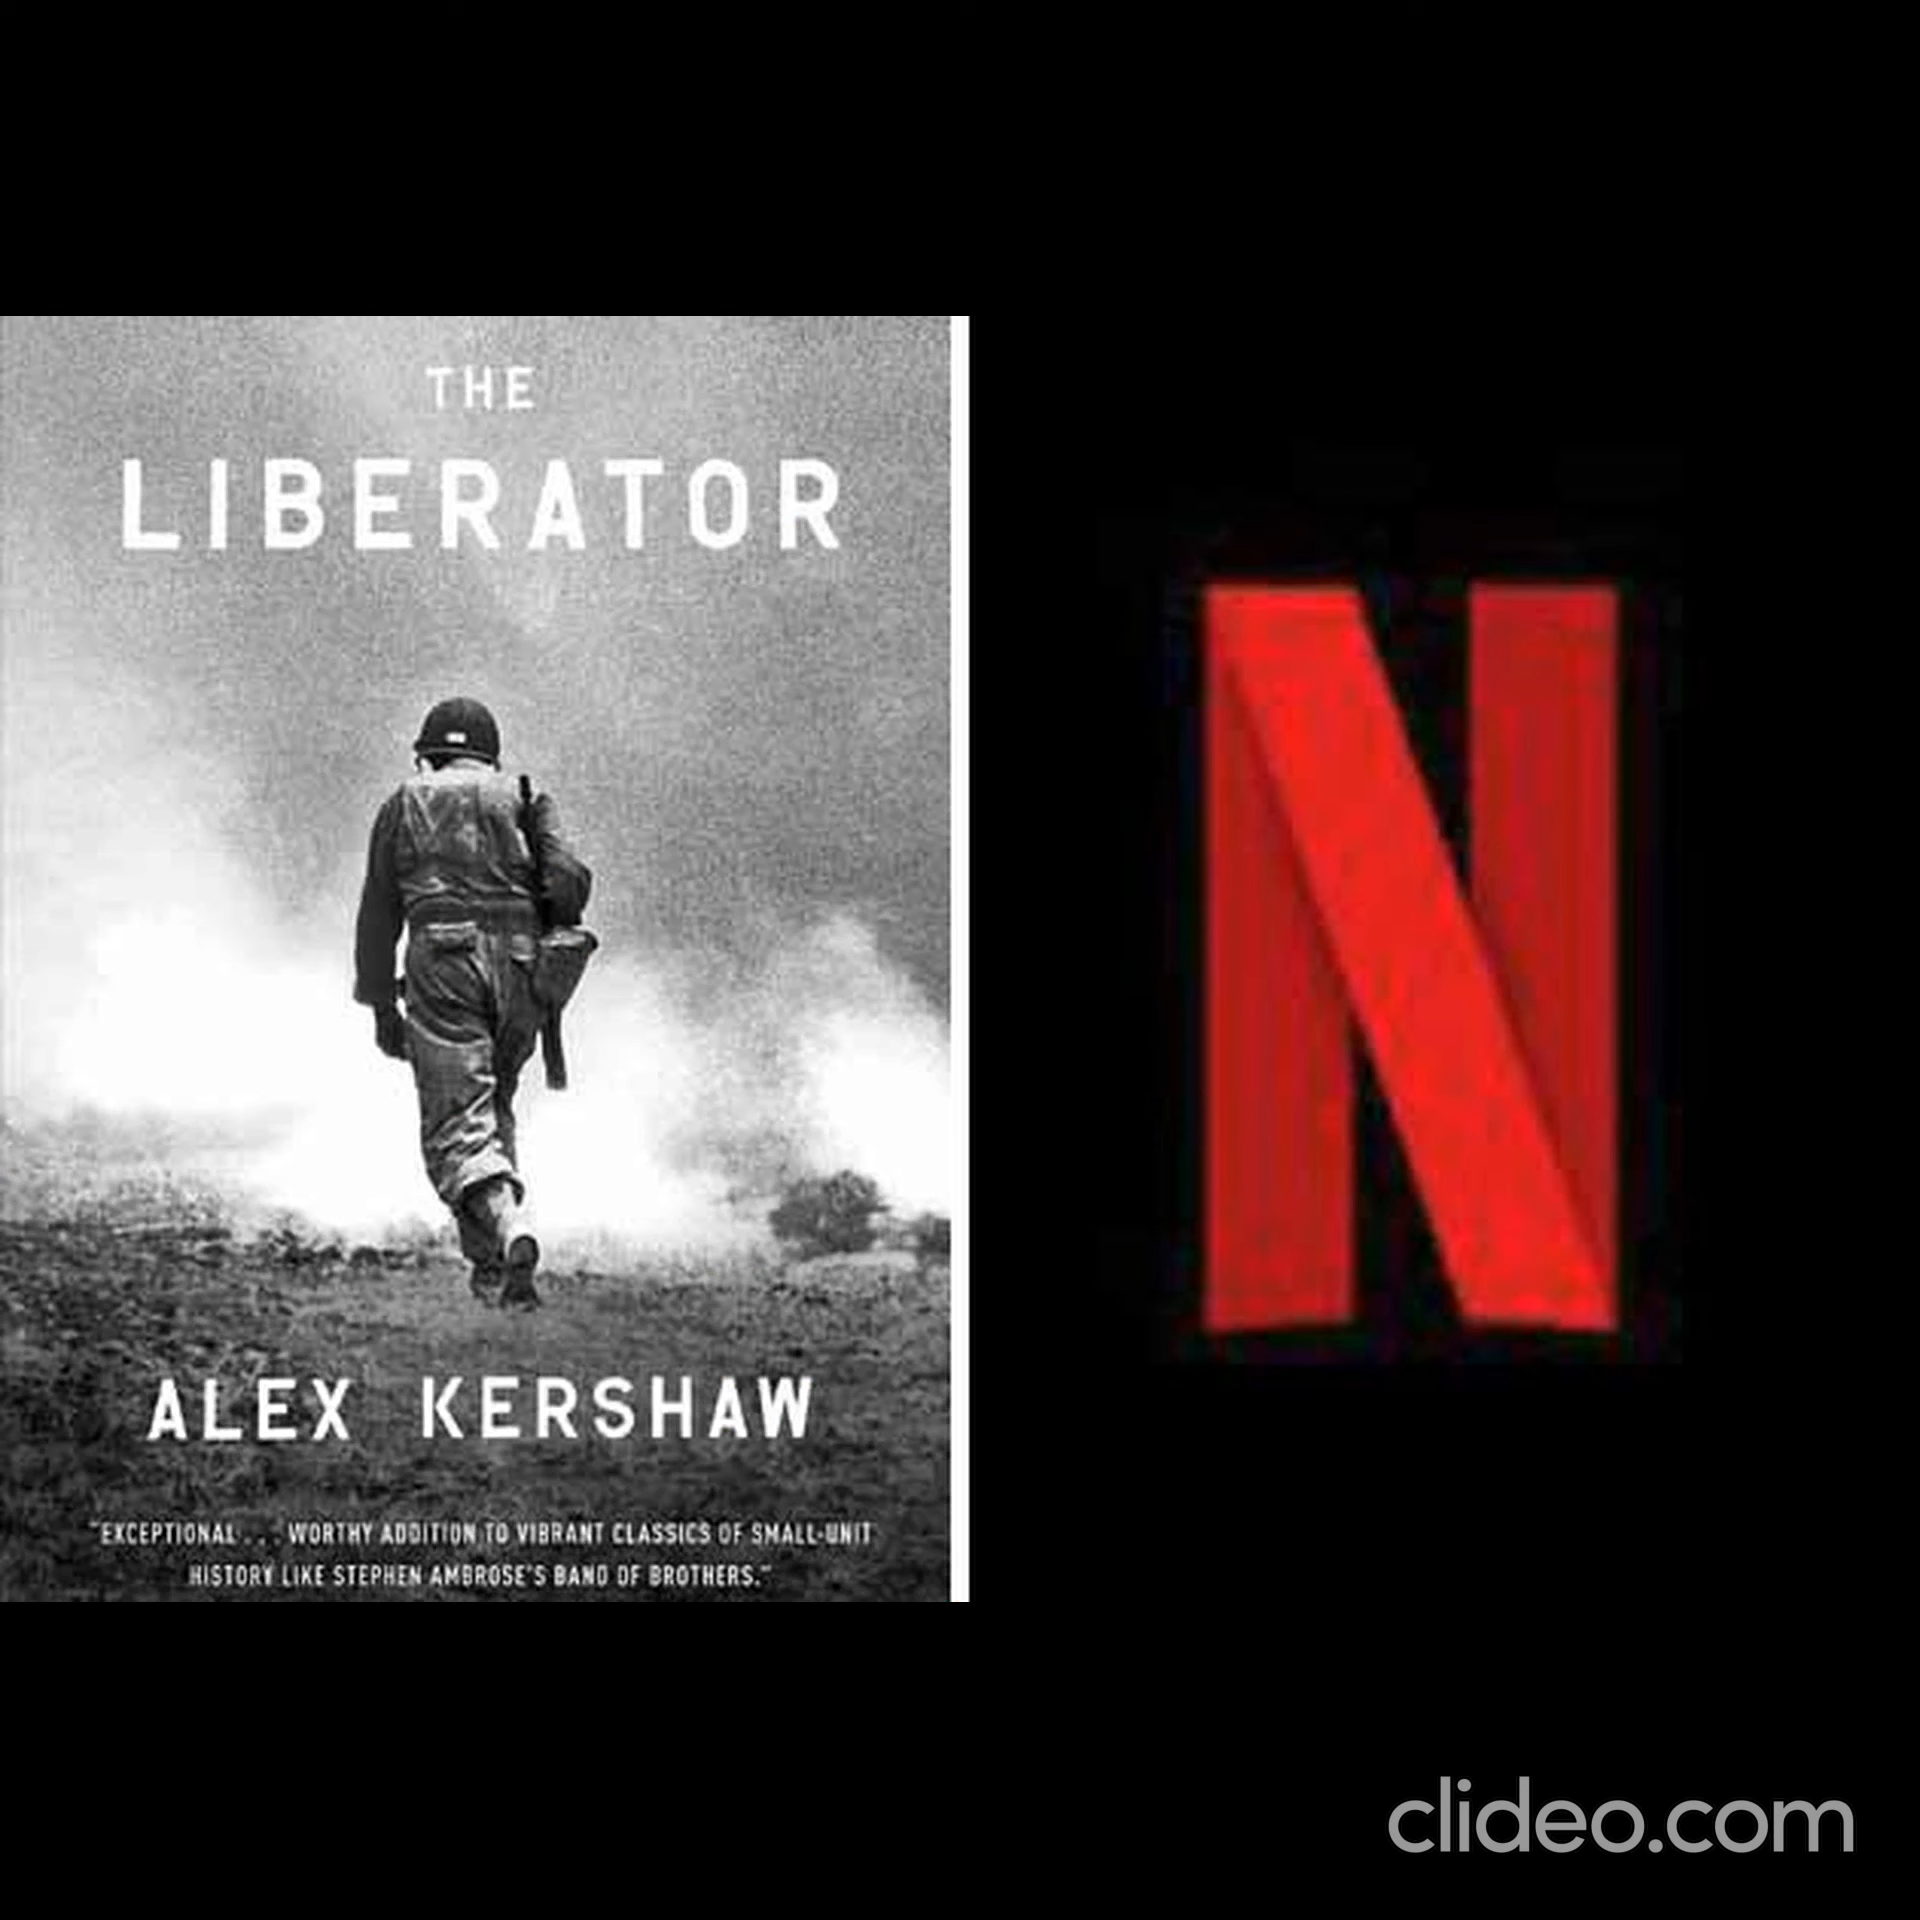 THE
LIBERATOR
ALEX KERSHAW
"EXCEPTIONAL... WORTHY ADDITION TO VIBRANT CLASSICS OF SMALL-UNIT
HISTORY LIKE STEPHEN AMBROSE'S BAND OF BROTHERS."
N
clideo.com